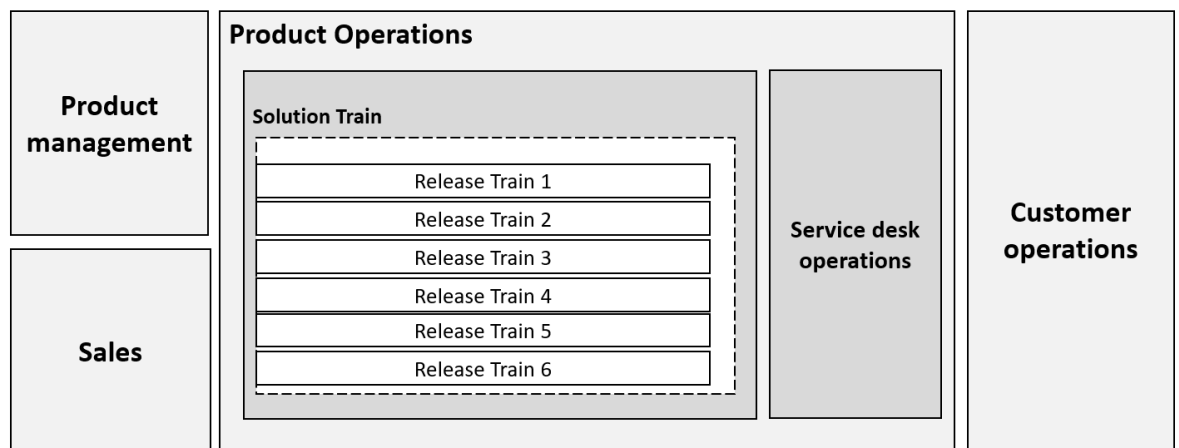 Product
management
Sales
Product Operations
Solution Train
Release Train 1
Release Train 2
Release Train 3
Release Train 4
Release Train 5
Release Train 6
Service desk
operations
Customer
operations